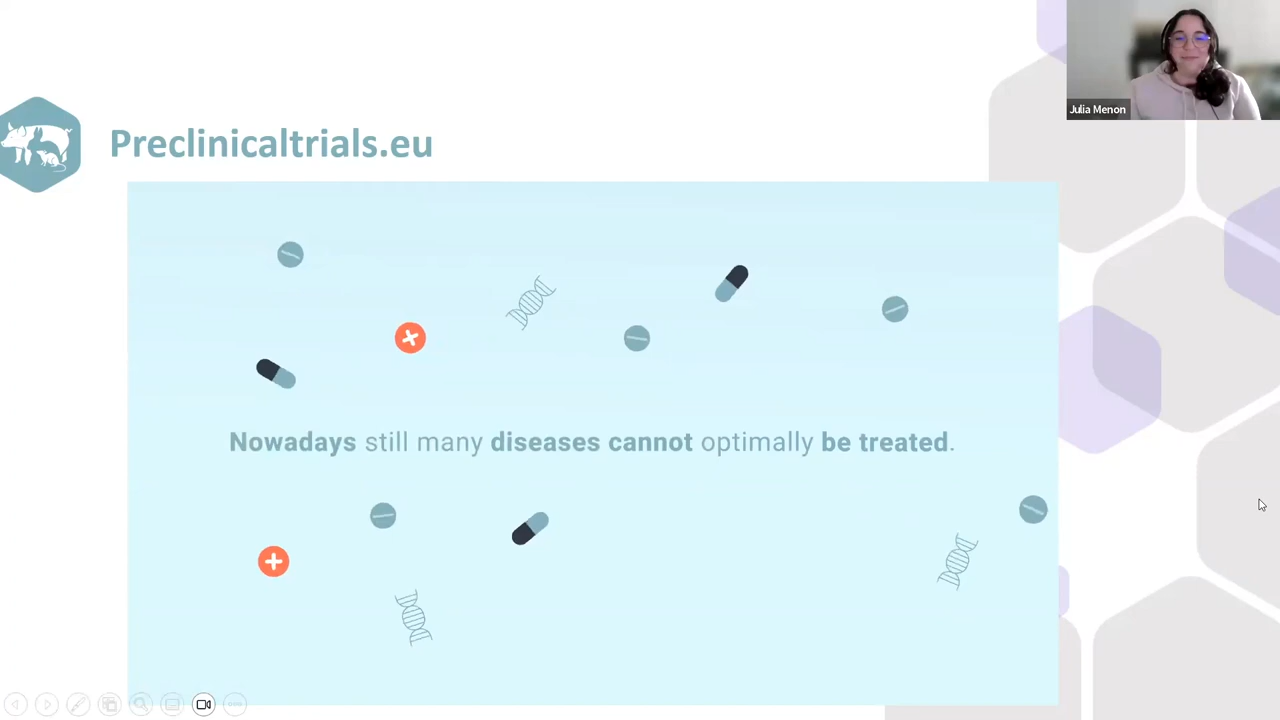 Julia Menon
Preclinicaltrials.eu
Nowadays still many diseases cannot optimally be treated.